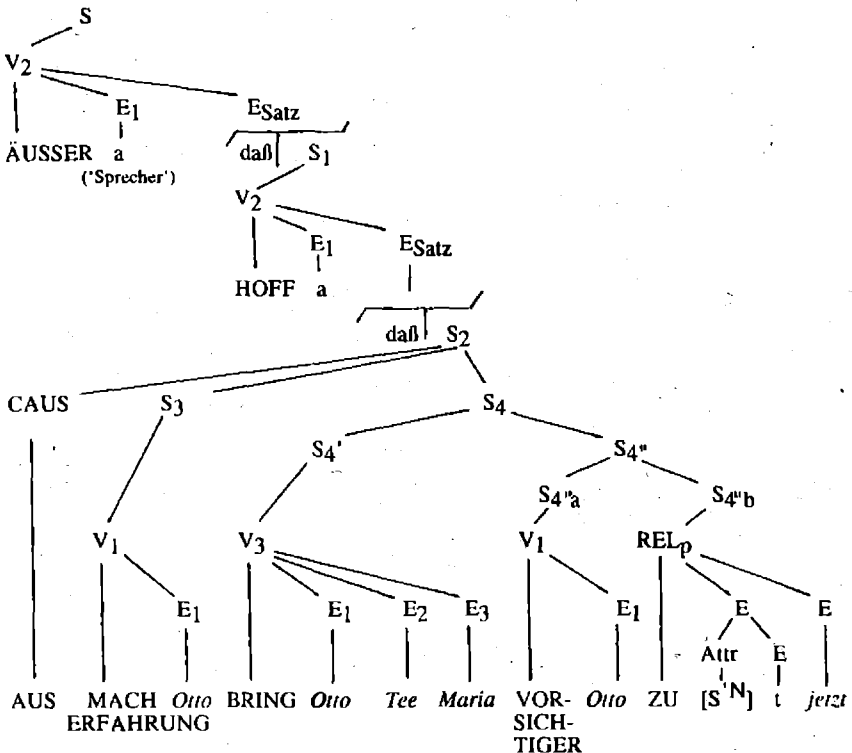 S
V2
E1 ESatz
ÄUSSER a daß S1
('Sprecher')
V2
E1 ESatz
HOFF a
daß S2
CAUS S3 S4
S4' S4"
S4"a S4"b
V1 V3 V1 RELp
E1 E1 E2 E3 E1 E E
Attr E
AUS MACH Otto BRING Otto Tee Maria VOR- Otto ZU [S'N] t jetzt
ERFAHRUNG SICH-
TIGER